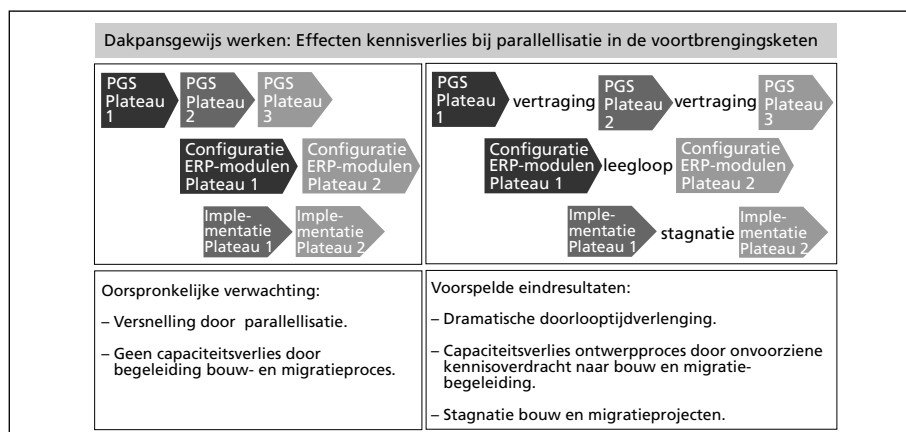 Dakpansgewijs werken: Effecten kennisverlies bij parallellisatie in de voortbrengingsketen
PGS
Plateau
1
PGS
Plateau
2
PGS
Plateau
3
Configuratie
ERP-modulen
Plateau 1
Configuratie
ERP-modulen
Plateau 2
Imple-
mentatie
Plateau 1
Imple-
mentatie
Plateau 2
PGS
Plateau
1
vertraging
PGS
Plateau
2
vertraging
PGS
Plateau
3
Configuratie
ERP-modulen
Plateau 1
leegloop
Configuratie
ERP-modulen
Plateau 2
Imple-
mentatie
Plateau 1
stagnatie
Imple-
mentatie
Plateau 2
Oorspronkelijke verwachting:
– Versnelling door parallellisatie.
– Geen capaciteitsverlies door
begeleiding bouw- en migratieproces.
Voorspelde eindresultaten:
– Dramatische doorlooptijdverlenging.
– Capaciteitsverlies ontwerpproces door onvoorziene
kennisoverdracht naar bouw en migratie-
begeleiding.
– Stagnatie bouw en migratieprojecten.